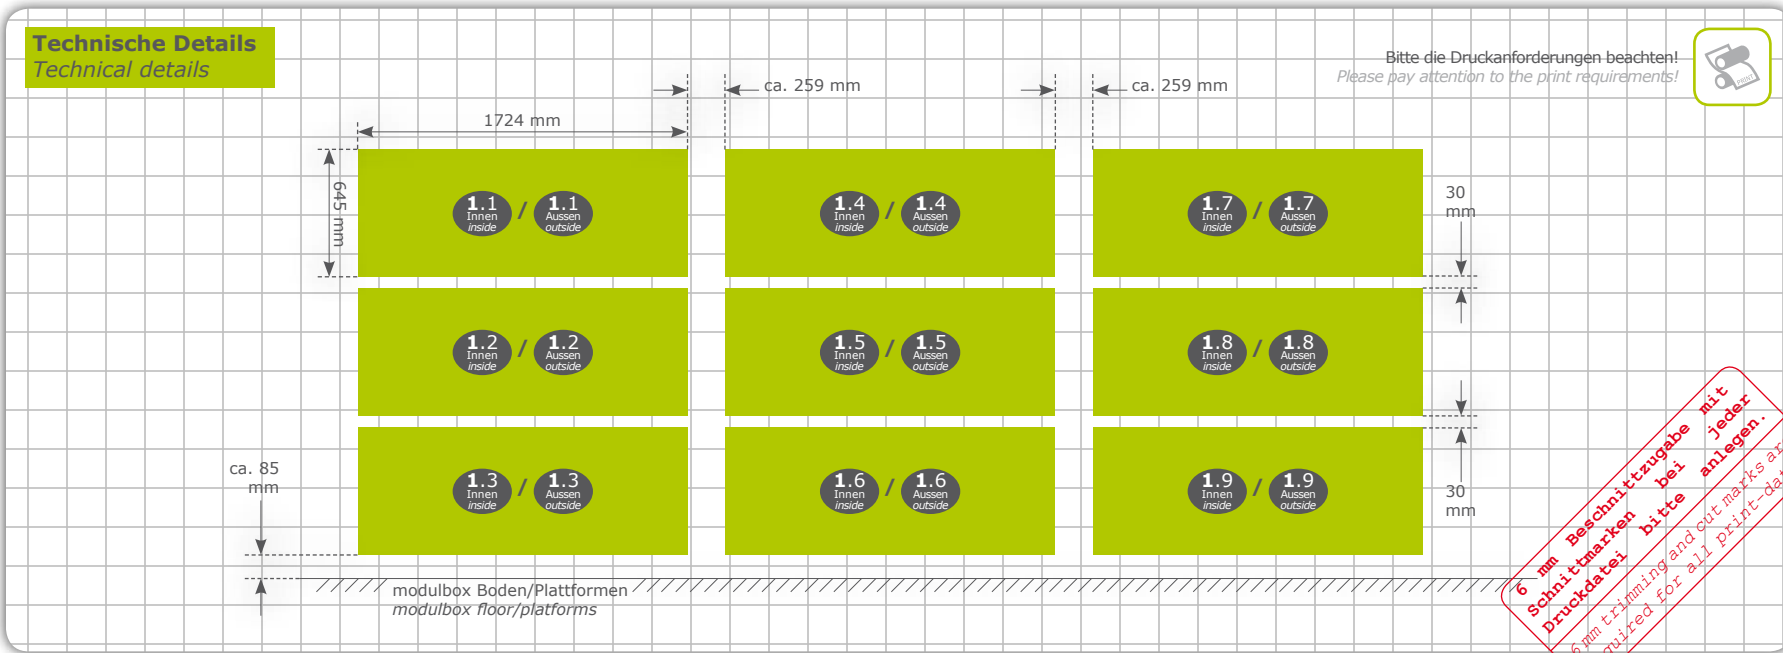 Technische Details
Technical details
Bitte die Druckanforderungen beachten!
Please pay attention to the print requirements!
PRINT
ca. 259 mm
ca. 259 mm
1724 mm
645 mm
1.1
Innen
inside
/
1.1
Aussen
outside
1.4
Innen
inside
/
1.4
Aussen
outside
1.7
Innen
inside
/
1.7
Aussen
outside
30
mm
1.2
Innen
inside
/
1.2
Aussen
outside
1.5
Innen
inside
/
1.5
Aussen
outside
1.8
Innen
inside
/
1.8
Aussen
outside
ca. 85
mm
1.3
Innen
inside
/
1.3
Aussen
outside
1.6
Innen
inside
/
1.6
Aussen
outside
1.9
Innen
inside
/
1.9
Aussen
outside
30
mm
modulbox Boden/Plattformen
modulbox floor/platforms
6 mm Beschnittzugabe mit
Schnittmarken bei jeder
Druckdatei bitte anlegen.
6 mm trimming and cut marks
for all